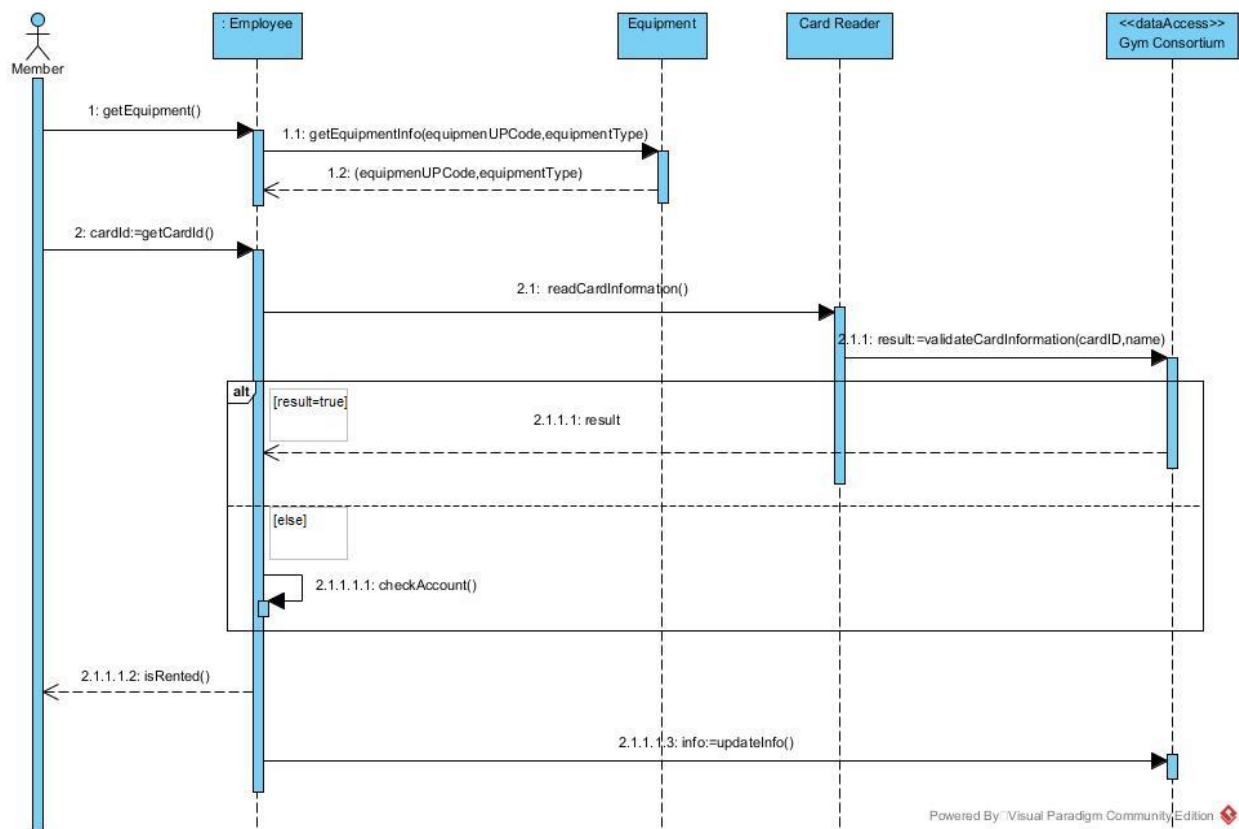 Member
: Employee
Equipment
Card Reader
<<dataAccess>>
Gym Consortium
1: getEquipment()
1.1: getEquipmentInfo(equipmenUPCode,equipmentType)
1.2: (equipmenUPCode,equipmentType)
2: cardId:=getCardId()
2.1: readCardInformation()
2.1.1: result:=validateCardInformation(cardID,name)
alt
[result=true]
2.1.1.1: result
[else]
2.1.1.1.1: checkAccount()
2.1.1.1.2: isRented()
2.1.1.1.3: info:=updateInfo()
Powered By Visual Paradigm Community Edition